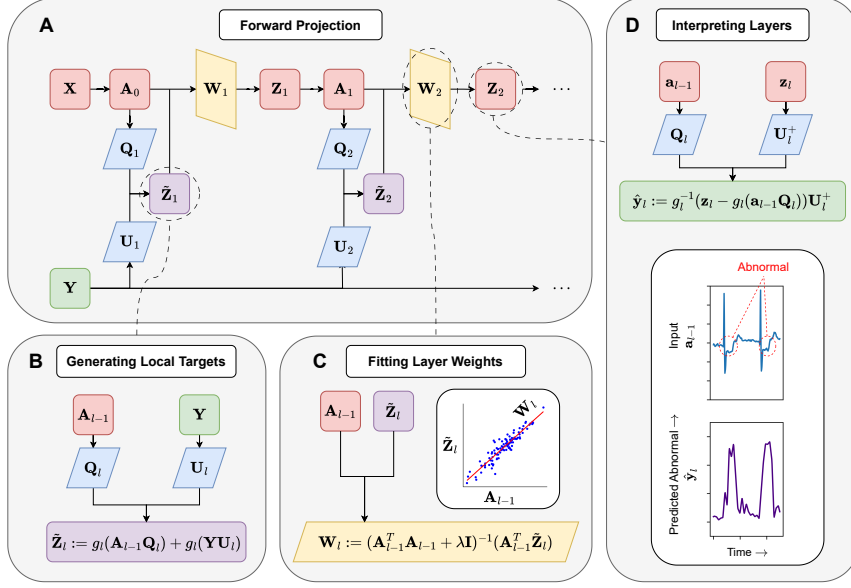 A
Forward Projection
X
A₀
W₁
Z₁
A₁
W₂
Z₂
···
Q₁
Q₂
Z̃₁
Z̃₂
U₁
U₂
Y
···
B
Generating Local Targets
Aₗ₋₁
Y
Qₗ
Uₗ
Z̃ₗ := gₗ(Aₗ₋₁Qₗ) + gₗ(YUₗ)
C
Fitting Layer Weights
Aₗ₋₁
Z̃ₗ
Wₗ
Z̃ₗ
Aₗ₋₁
Wₗ := (Aᵀₗ₋₁Aₗ₋₁ + λI)⁻¹(Aᵀₗ₋₁Z̃ₗ)
D
Interpreting Layers
aₗ₋₁
zₗ
Qₗ
Uₗ⁺
ŷₗ := gₗ⁻¹(zₗ − gₗ(aₗ₋₁Qₗ))Uₗ⁺
Abnormal
Input
aₗ₋₁
Predicted Abnormal →
ŷₗ
Time →